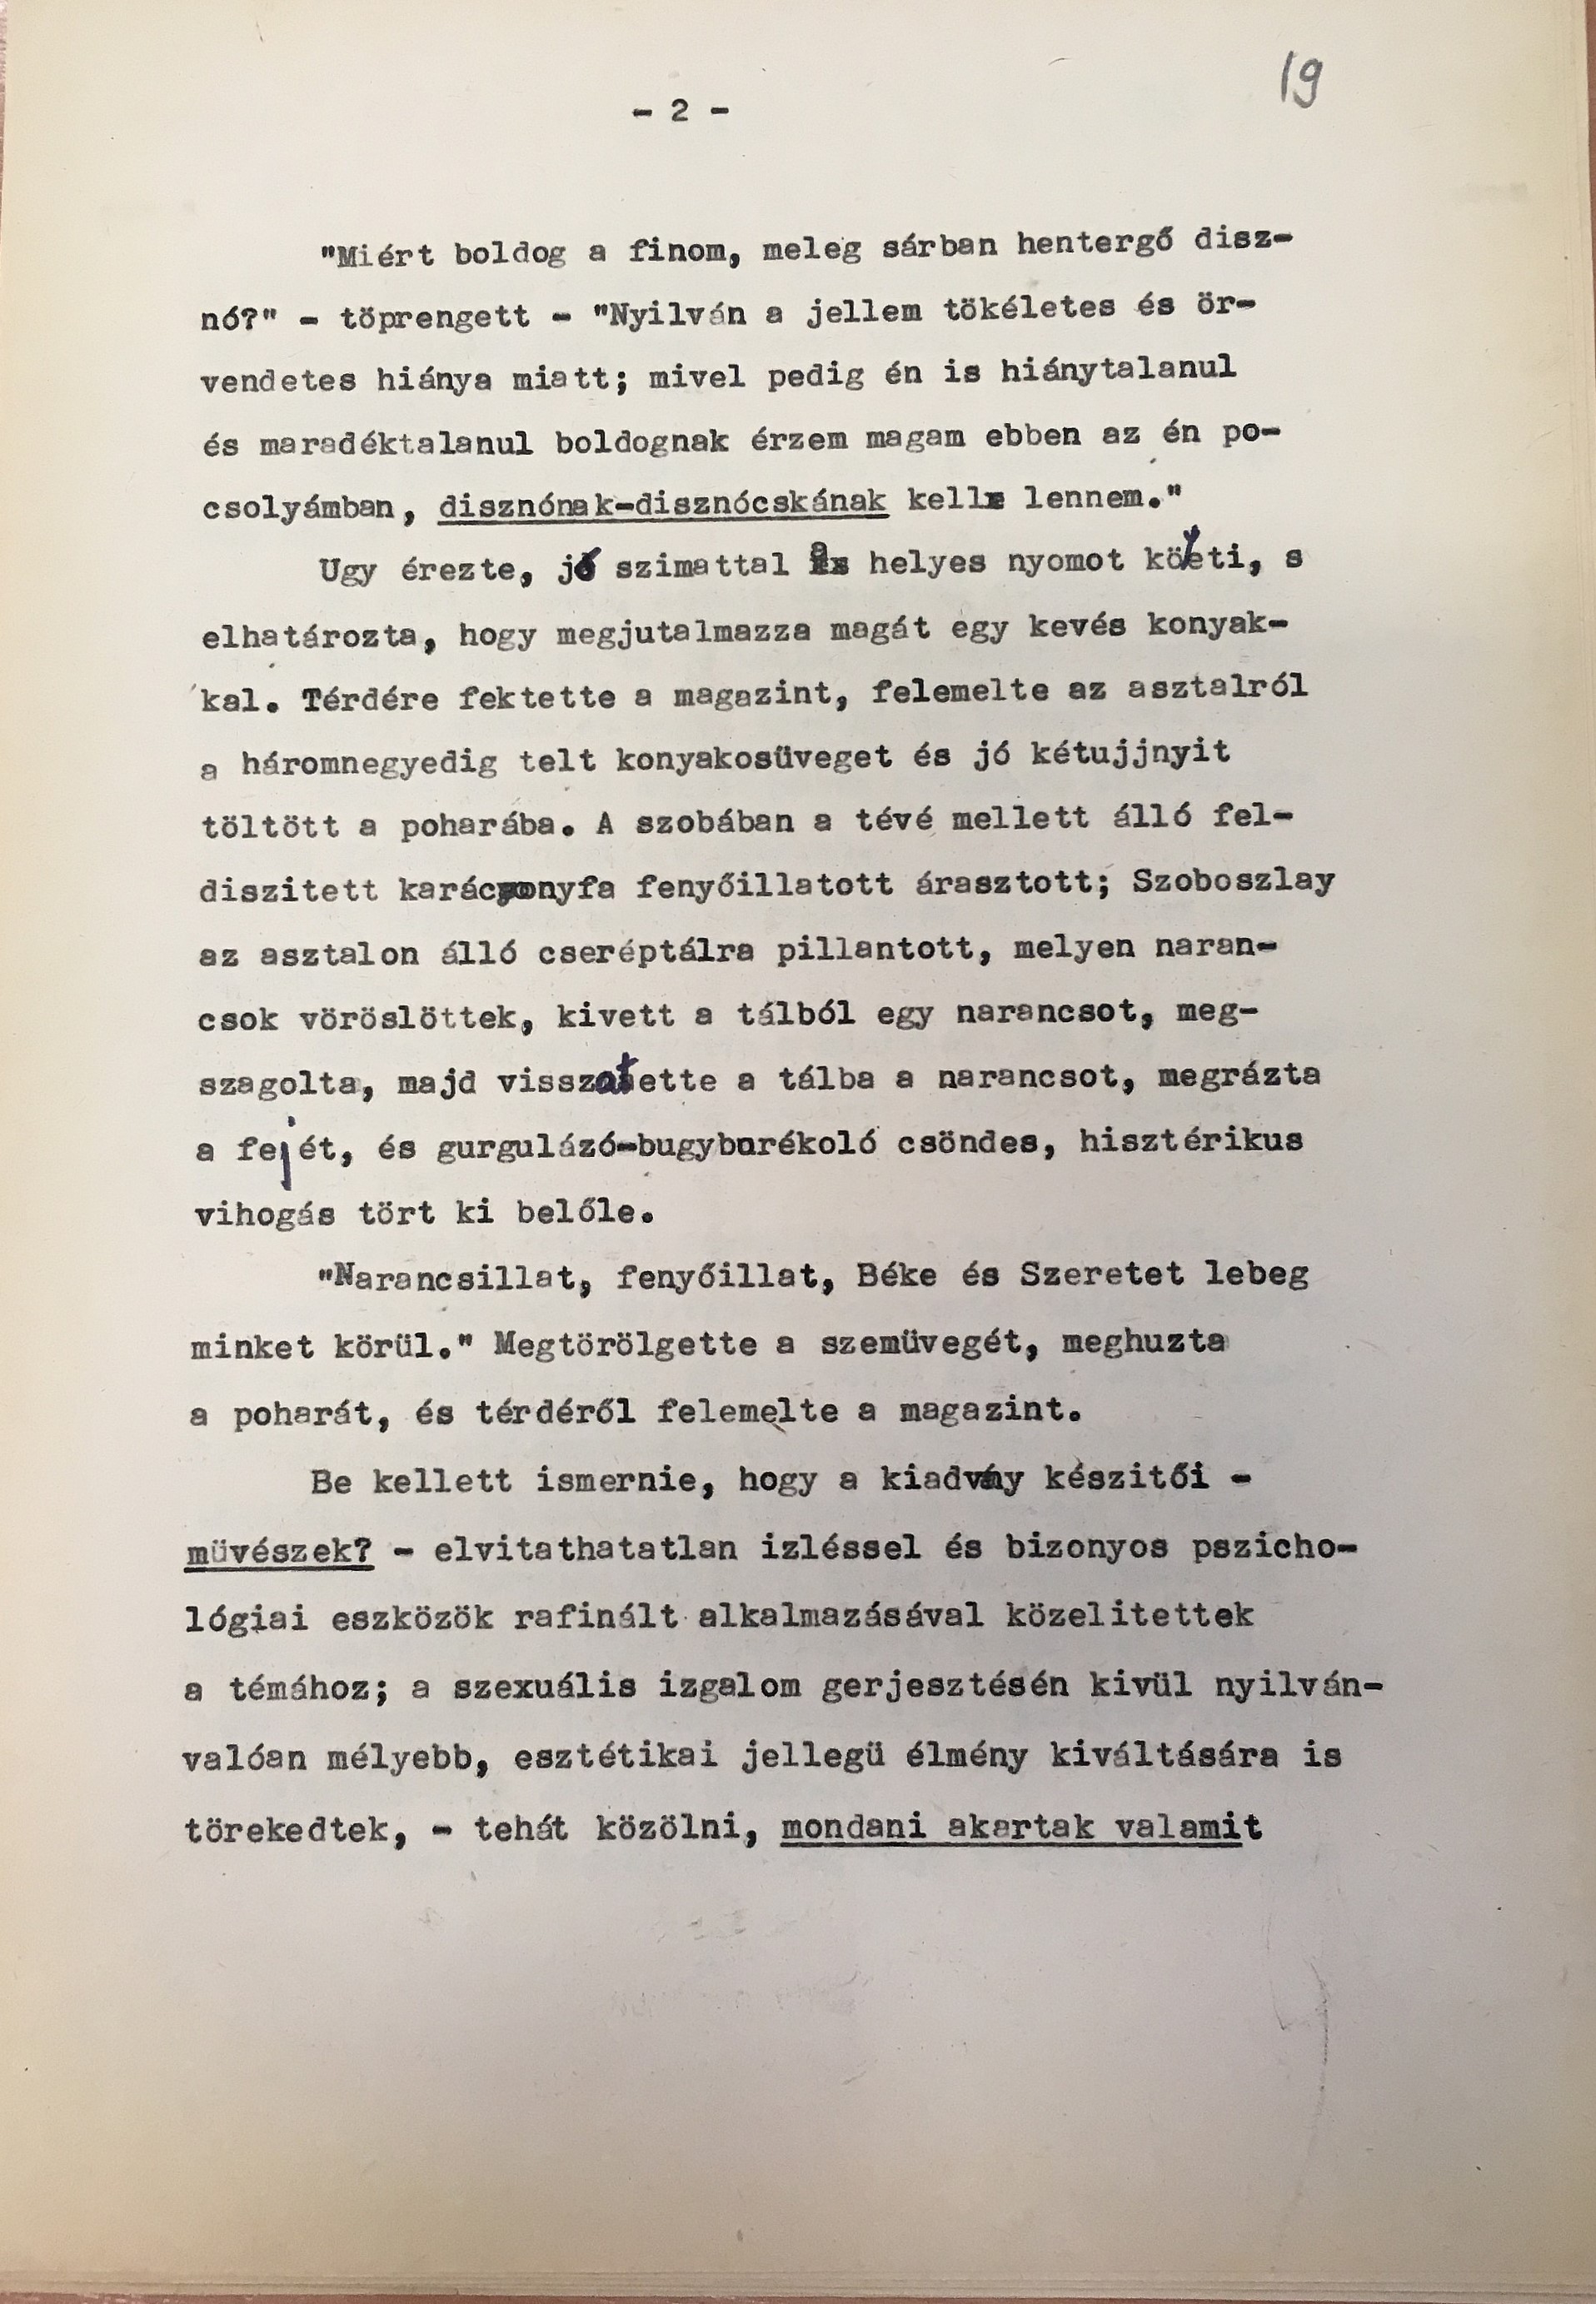 19
- 2 -
"Miért boldog a finom, meleg sárban hentergő disz-
nó?" - töprengett - "Nyilván a jellem tökéletes és ör-
vendetes hiánya miatt; mivel pedig én is hiánytalanul
és maradéktalanul boldognak érzem magam ebben az én po-
csolyámban, disznónak-disznócskának kell lennem."
Ugy érezte, jó szimattal a helyes nyomot követi, s
elhatározta, hogy megjutalmazza magát egy kevés konyak-
kal. Térdére fektette a magazint, felemelte az asztalról
a háromnegyedig telt konyakosüveget és jó kétujjnyit
töltött a poharába. A szobában a tévé mellett álló fel-
diszitett karácsonyfa fenyőillatott árasztott; Szoboszlay
az asztalon álló cseréptálra pillantott, melyen naran-
csok vöröslöttek, kivett a tálból egy narancsot, meg-
szagolta, majd visszatette a tálba a narancsot, megrázta
a fejét, és gurgulázó-bugyburékoló csöndes, hisztérikus
vihogás tört ki belőle.
"Narancsillat, fenyőillat, Béke és Szeretet lebeg
minket körül." Megtörölgette a szemüvegét, meghuzta
a poharát, és térdéről felemelte a magazint.
Be kellett ismernie, hogy a kiadvány készitői -
müvészek? - elvitathatatlan izléssel és bizonyos pszicho-
lógiai eszközök rafinált alkalmazásával közelitettek
a témához; a szexuális izgalom gerjesztésén kivül nyilván-
valóan mélyebb, esztétikai jellegü élmény kiváltására is
törekedtek, - tehát közölni, mondani akartak valamit